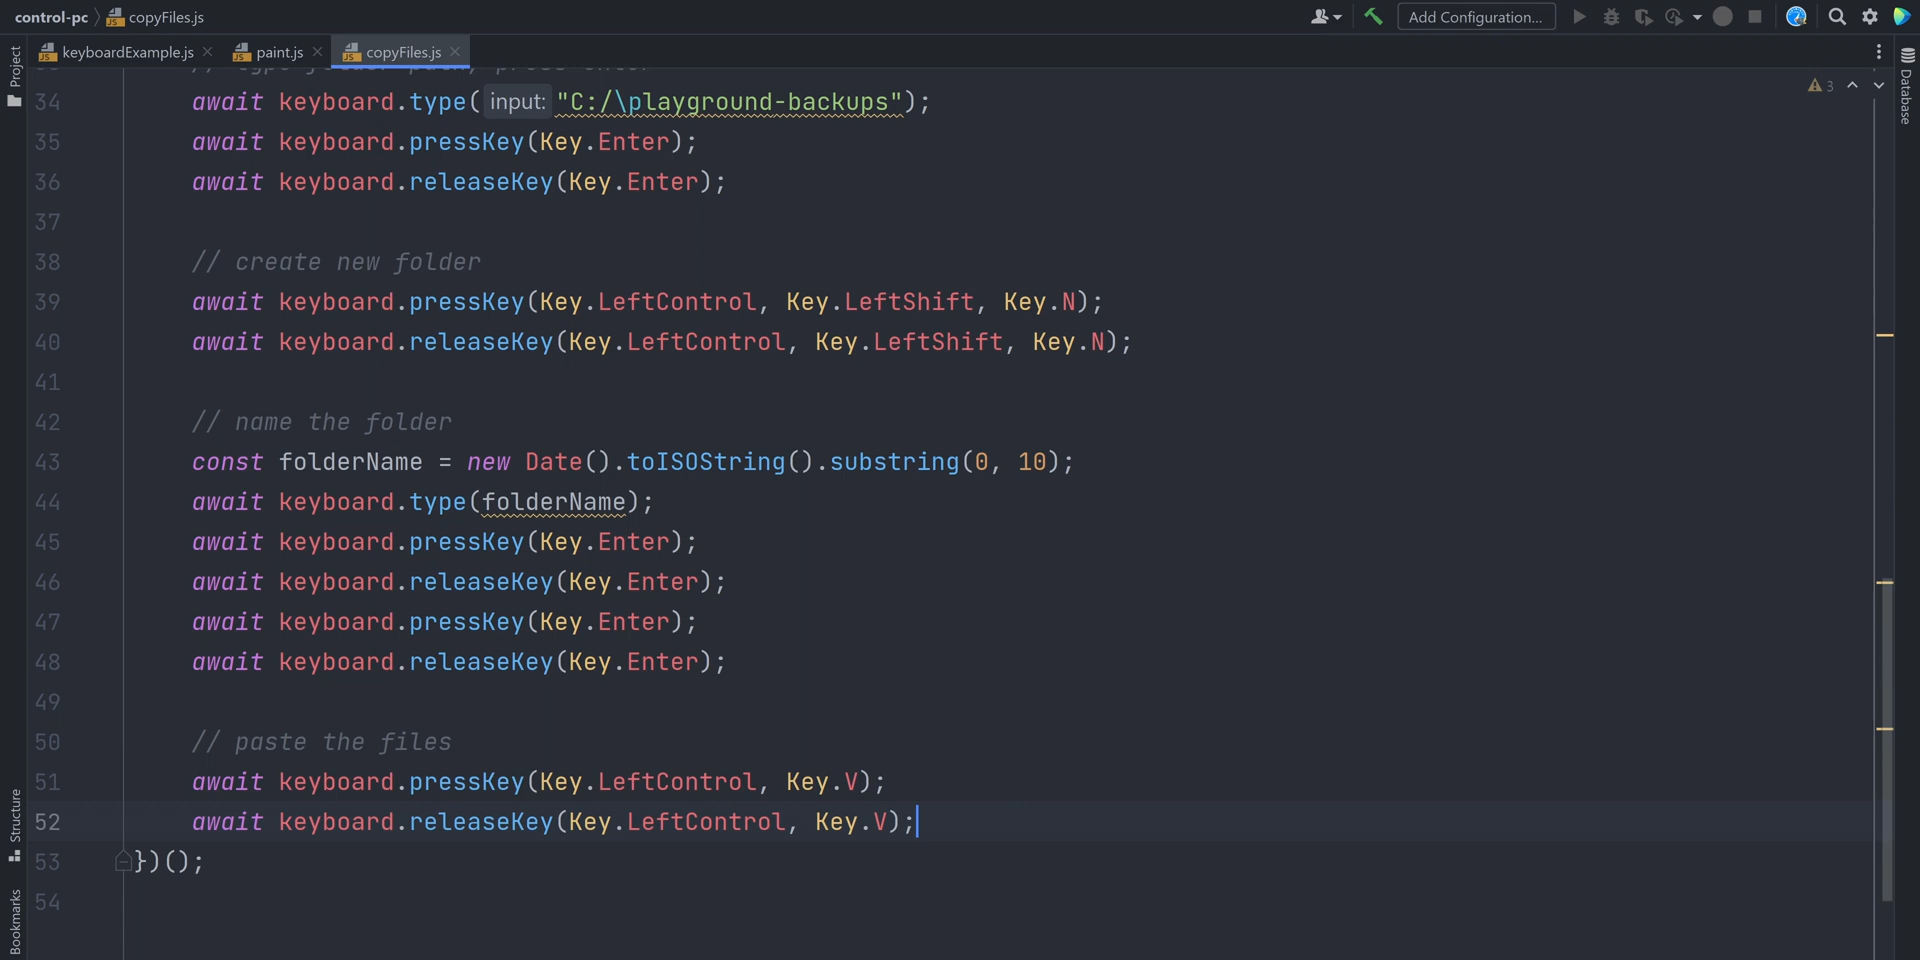 control-pc copyFiles.js Add Configuration...
keyboardExample.js paint.js copyFiles.js
Project
Database
Structure
Bookmarks
3
34 await keyboard.type( input: "C:/\playground-backups");
35 await keyboard.pressKey(Key.Enter);
36 await keyboard.releaseKey(Key.Enter);
37
38 // create new folder
39 await keyboard.pressKey(Key.LeftControl, Key.LeftShift, Key.N);
40 await keyboard.releaseKey(Key.LeftControl, Key.LeftShift, Key.N);
41
42 // name the folder
43 const folderName = new Date().toISOString().substring(0, 10);
44 await keyboard.type(folderName);
45 await keyboard.pressKey(Key.Enter);
46 await keyboard.releaseKey(Key.Enter);
47 await keyboard.pressKey(Key.Enter);
48 await keyboard.releaseKey(Key.Enter);
49
50 // paste the files
51 await keyboard.pressKey(Key.LeftControl, Key.V);
52 await keyboard.releaseKey(Key.LeftControl, Key.V);
53 })();
54